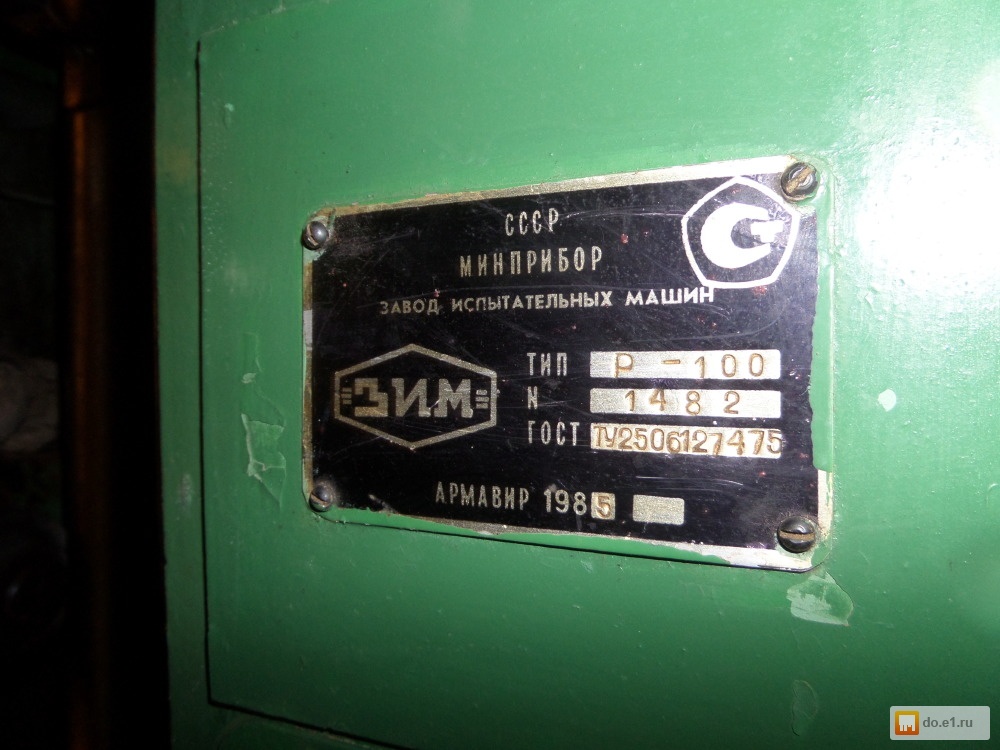 СССР
МИНПРИБОР
ЗАВОД ИСПЫТАТЕЛЬНЫХ МАШИН
ЗИМ
ТИП Р-100
N 1482
ГОСТ ТУ2506127475
АРМАВИР 1985
do.e1.ru